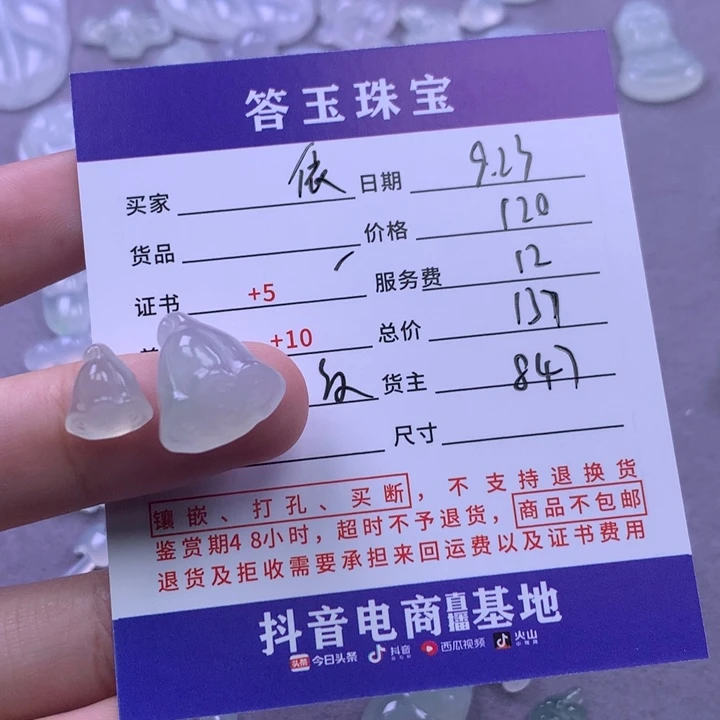 答玉珠宝
买家 依 日期 9.23
货品 价格 120
证书 +5 服务费 12
+10 总价 137
货主 847
尺寸
镶嵌、打孔、买断，不支持退换货
鉴赏期48小时，超时不予退货，商品不包邮
退货及拒收需要承担来回运费以及证书费用
抖音电商直播基地
头条 今日头条 抖音 西瓜视频 火山